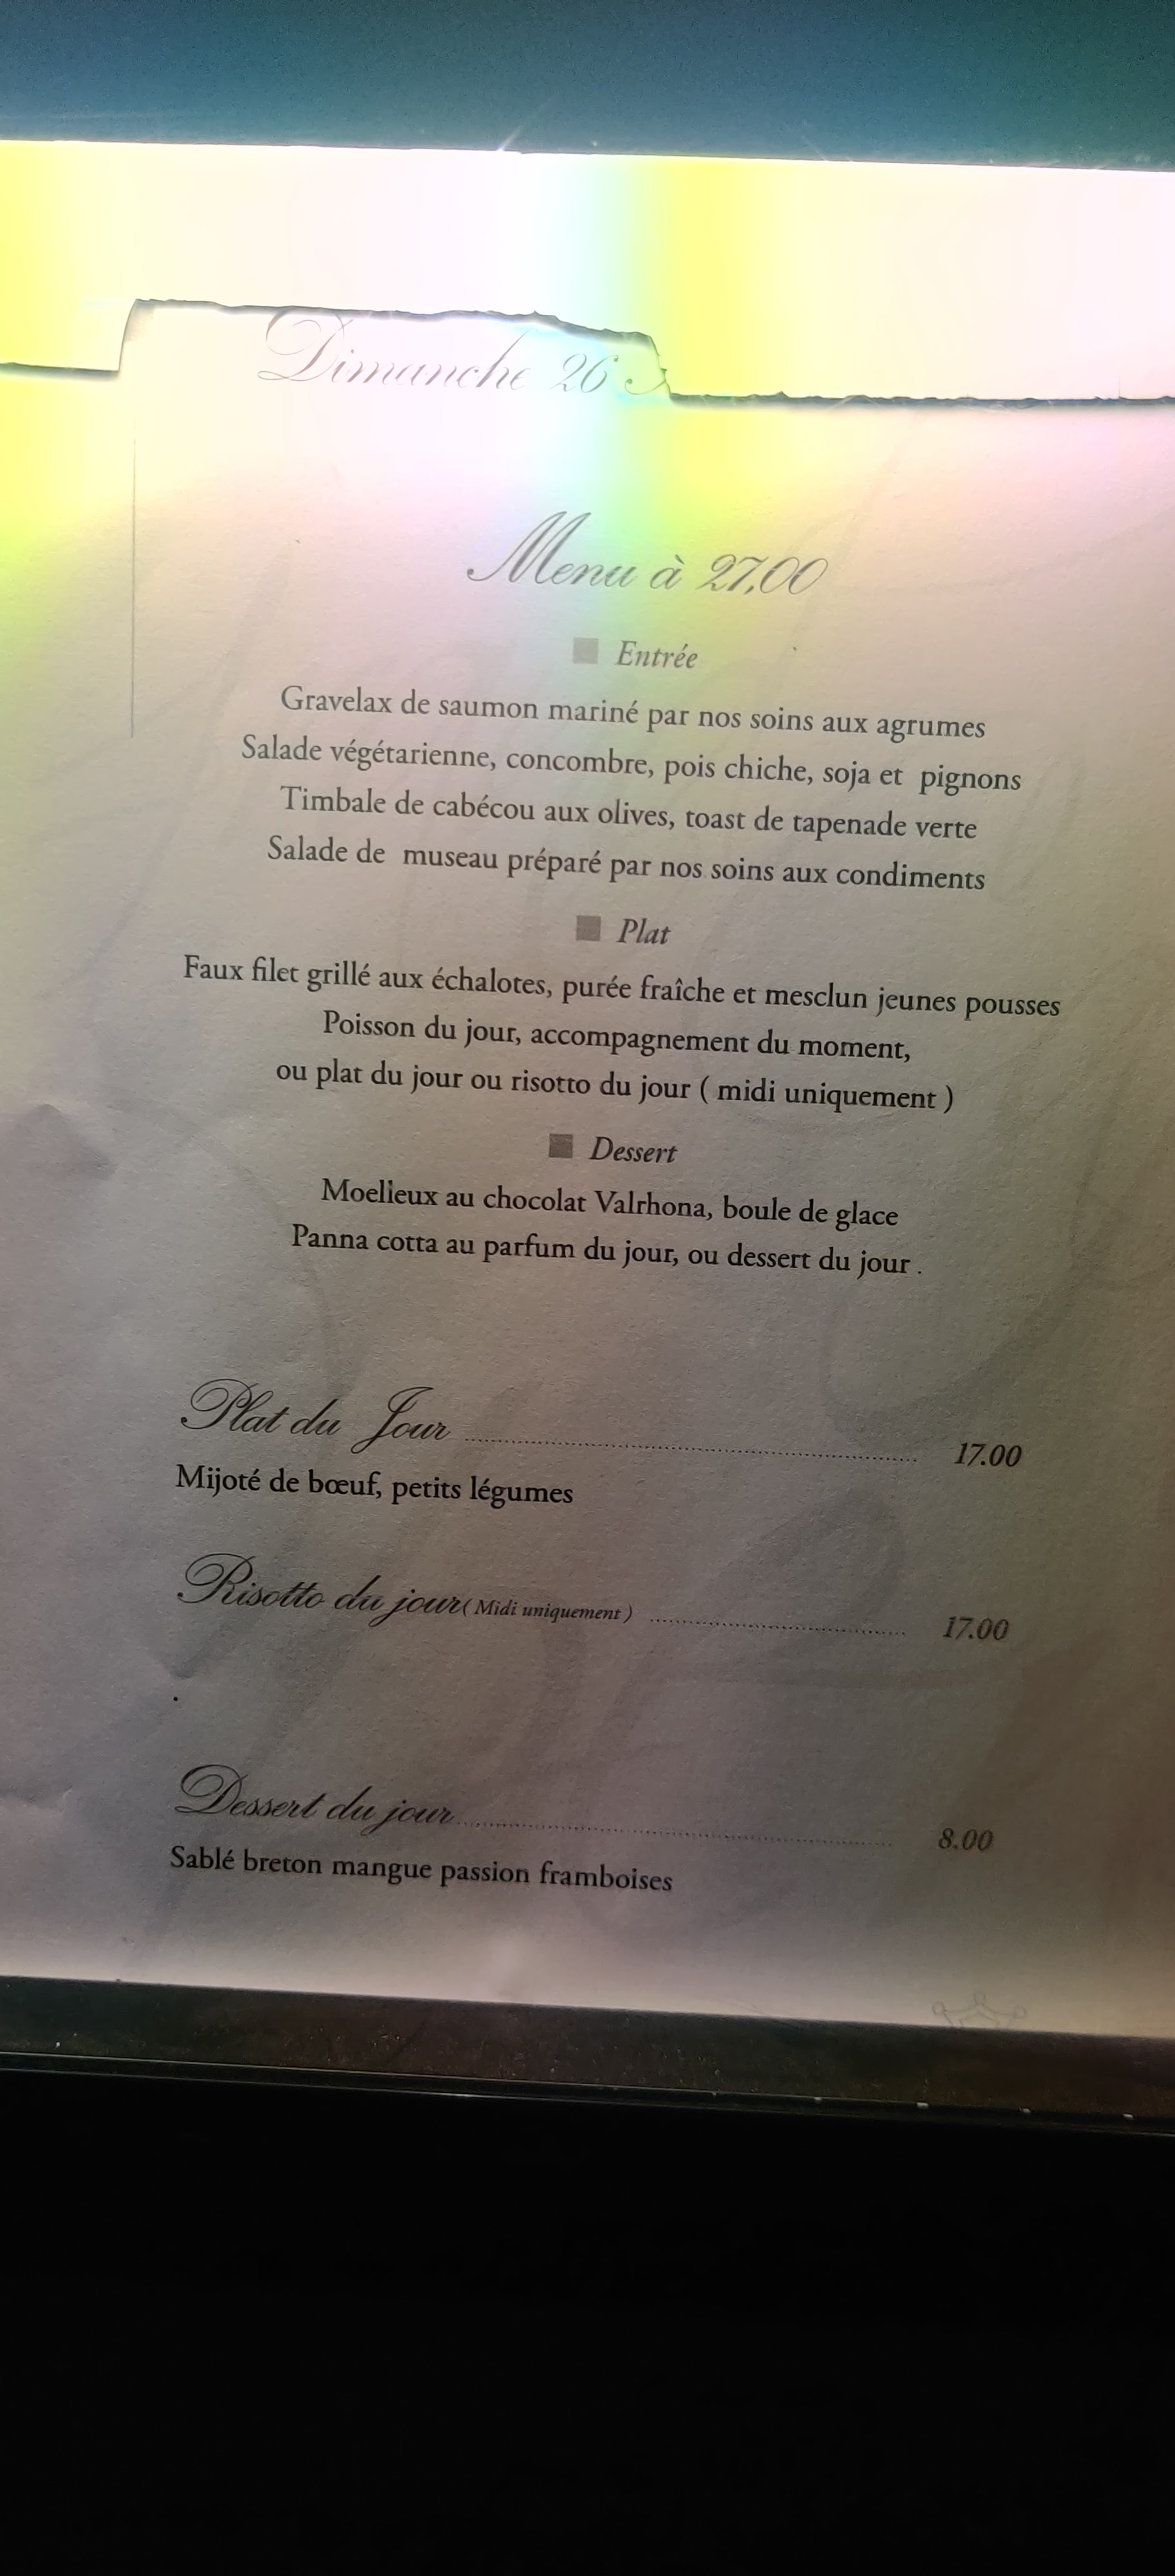 Dimanche 26
Menu à 27,00
Entrée
Gravelax de saumon mariné par nos soins aux agrumes
Salade végétarienne, concombre, pois chiche, soja et pignons
Timbale de cabécou aux olives, toast de tapenade verte
Salade de museau préparé par nos soins aux condiments
Plat
Faux filet grillé aux échalotes, purée fraîche et mesclun jeunes pousses
Poisson du jour, accompagnement du moment,
ou plat du jour ou risotto du jour ( midi uniquement )
Dessert
Moelleux au chocolat Valrhona, boule de glace
Panna cotta au parfum du jour, ou dessert du jour .
Plat du Jour ........................ 17.00
Mijoté de bœuf, petits légumes
Risotto du jour( Midi uniquement ) ........................ 17.00
.
Dessert du jour ........................ 8.00
Sablé breton mangue passion framboises